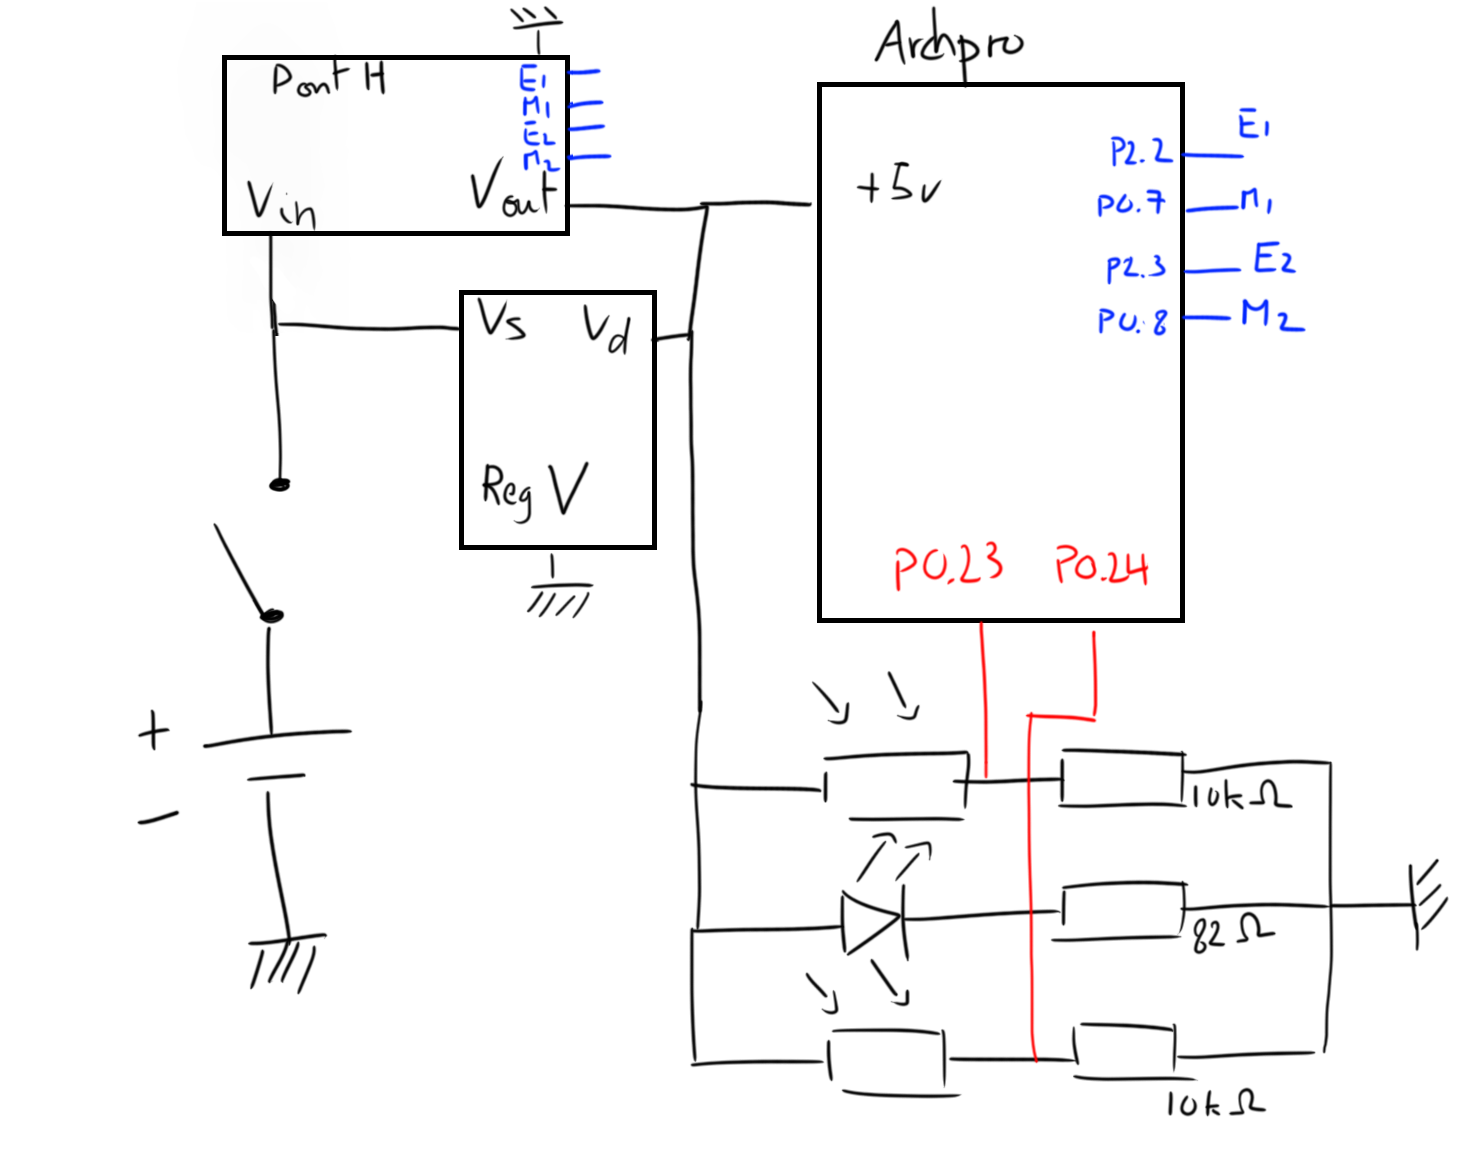 Pont H
E1
M1
E2
M2
Vin
Vout
Archpro
+5v
P2.2
E1
P0.7
M1
P2.3
E2
P0.8
M2
Vs
Vd
Reg V
P0.23
P0.24
+
-
10kΩ
82Ω
10kΩ